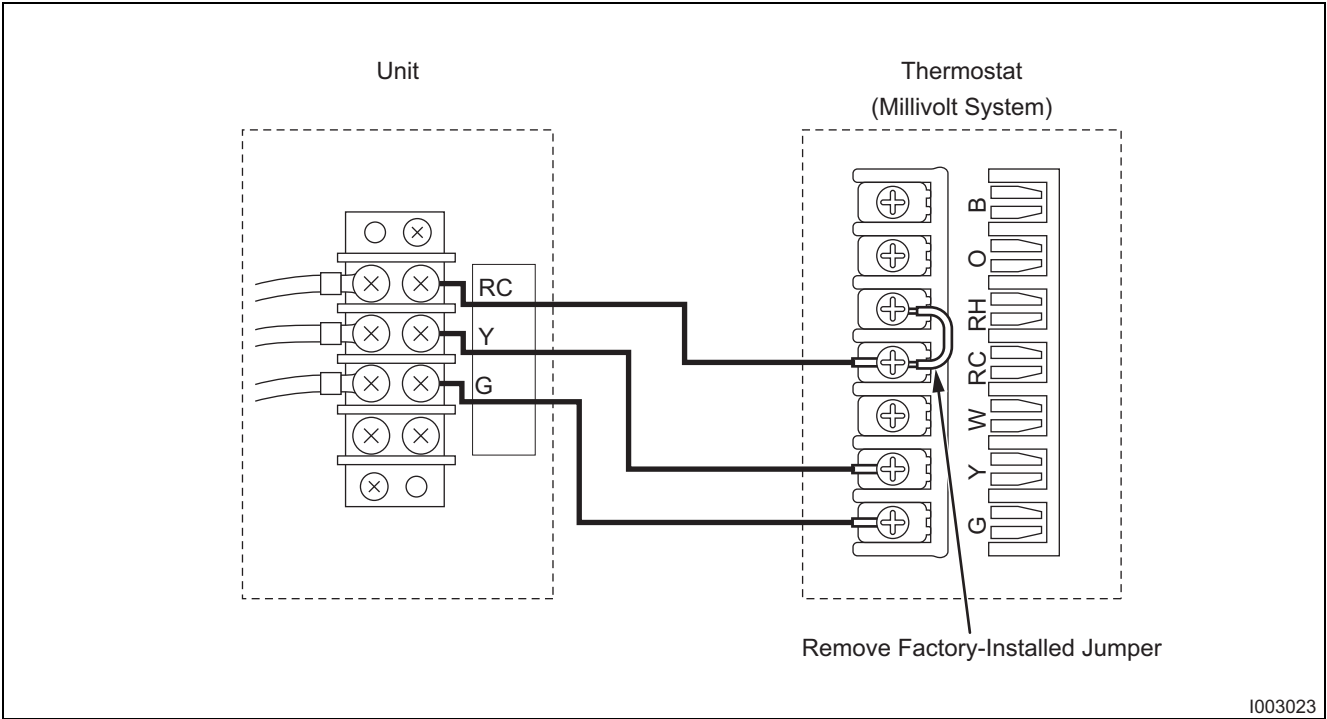 Unit
Thermostat
(Millivolt System)
RC
Y
G
B
O
RH
RC
W
Y
G
Remove Factory-Installed Jumper
I003023